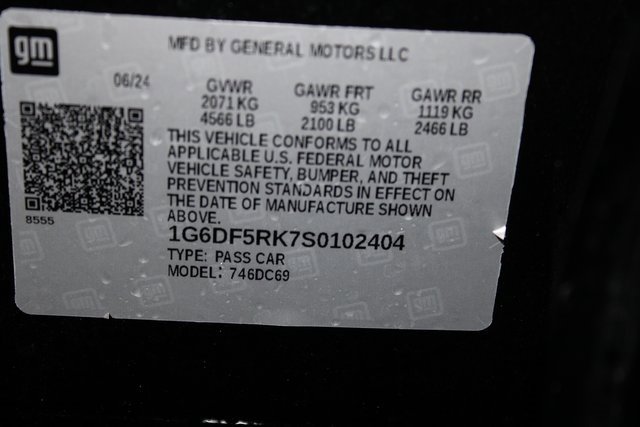 gm
MFD BY GENERAL MOTORS LLC
06/24 GVWR GAWR FRT GAWR RR
2071 KG 953 KG 1119 KG
4566 LB 2100 LB 2466 LB
THIS VEHICLE CONFORMS TO ALL
APPLICABLE U.S. FEDERAL MOTOR
VEHICLE SAFETY, BUMPER, AND THEFT
PREVENTION STANDARDS IN EFFECT ON
THE DATE OF MANUFACTURE SHOWN
ABOVE.
8555
1G6DF5RK7S0102404
TYPE: PASS CAR
MODEL: 746DC69